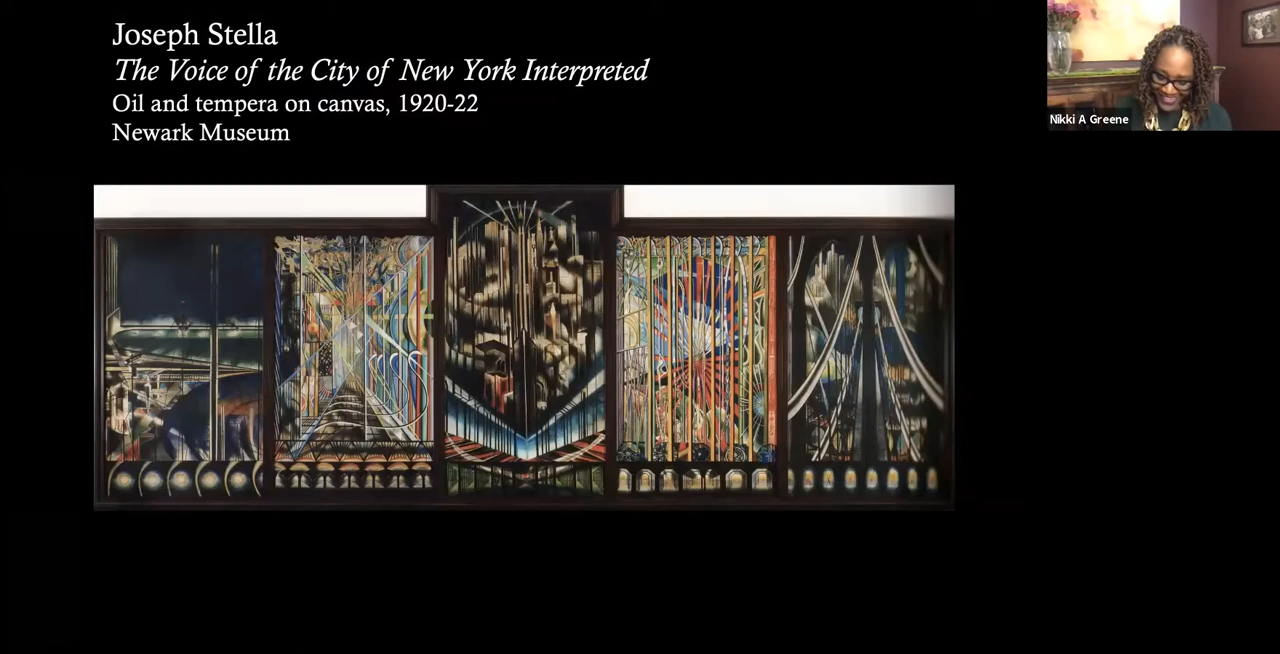 Joseph Stella
The Voice of the City of New York Interpreted
Oil and tempera on canvas, 1920-22
Newark Museum
Nikki A Greene